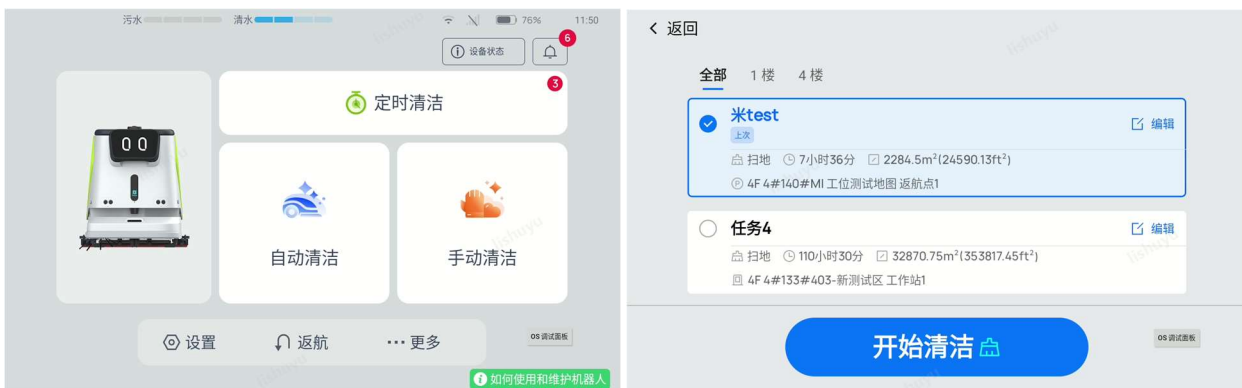 污水 清水 76% 11:50
设备状态 6
定时清洁 3
00
自动清洁 手动清洁
设置 返航 ··· 更多 OS 调试面板
如何使用和维护机器人
返回
全部 1 楼 4 楼
米test 编辑
上次
扫地 7小时36分 2284.5m²(24590.13ft²)
4F 4#140#MI 工位测试地图 返航点1
任务4 编辑
扫地 110小时30分 32870.75m²(353817.45ft²)
4F 4#133#403-新测试区 工作站1
开始清洁 OS 调试面板
lishuyu